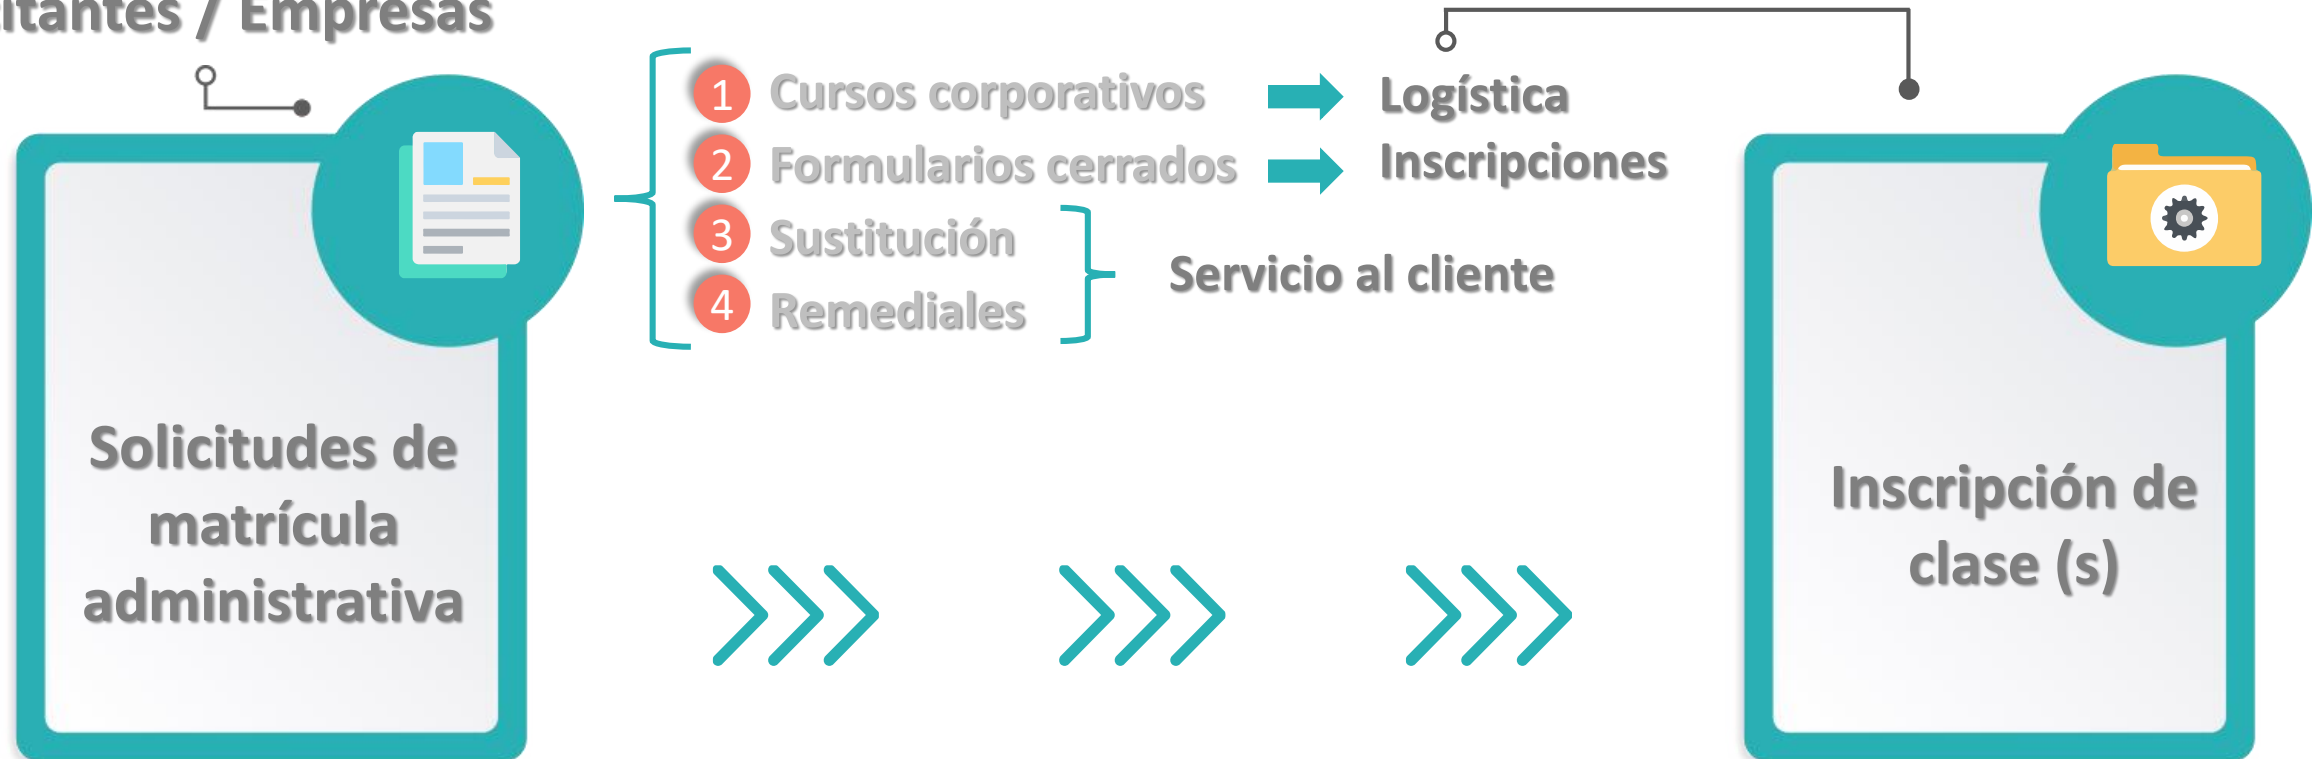 / Empresas
1 Cursos corporativos
Logística
2 Formularios cerrados
Inscripciones
3 Sustitución
4 Remediales
Servicio al cliente
Solicitudes de
matrícula
administrativa
Inscripción de
clase (s)